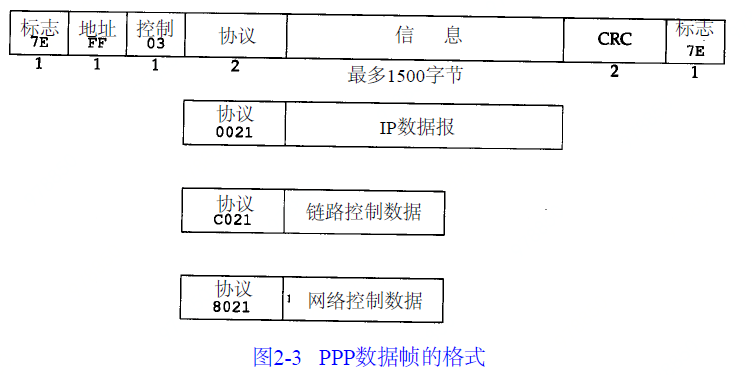 标志 地址 控制 协议 信 息 CRC 标志
7E FF 03 7E
1 1 1 2 最多1500字节 2 1
协议 IP数据报
0021
协议 链路控制数据
C021
协议 网络控制数据
8021
图2-3 PPP数据帧的格式